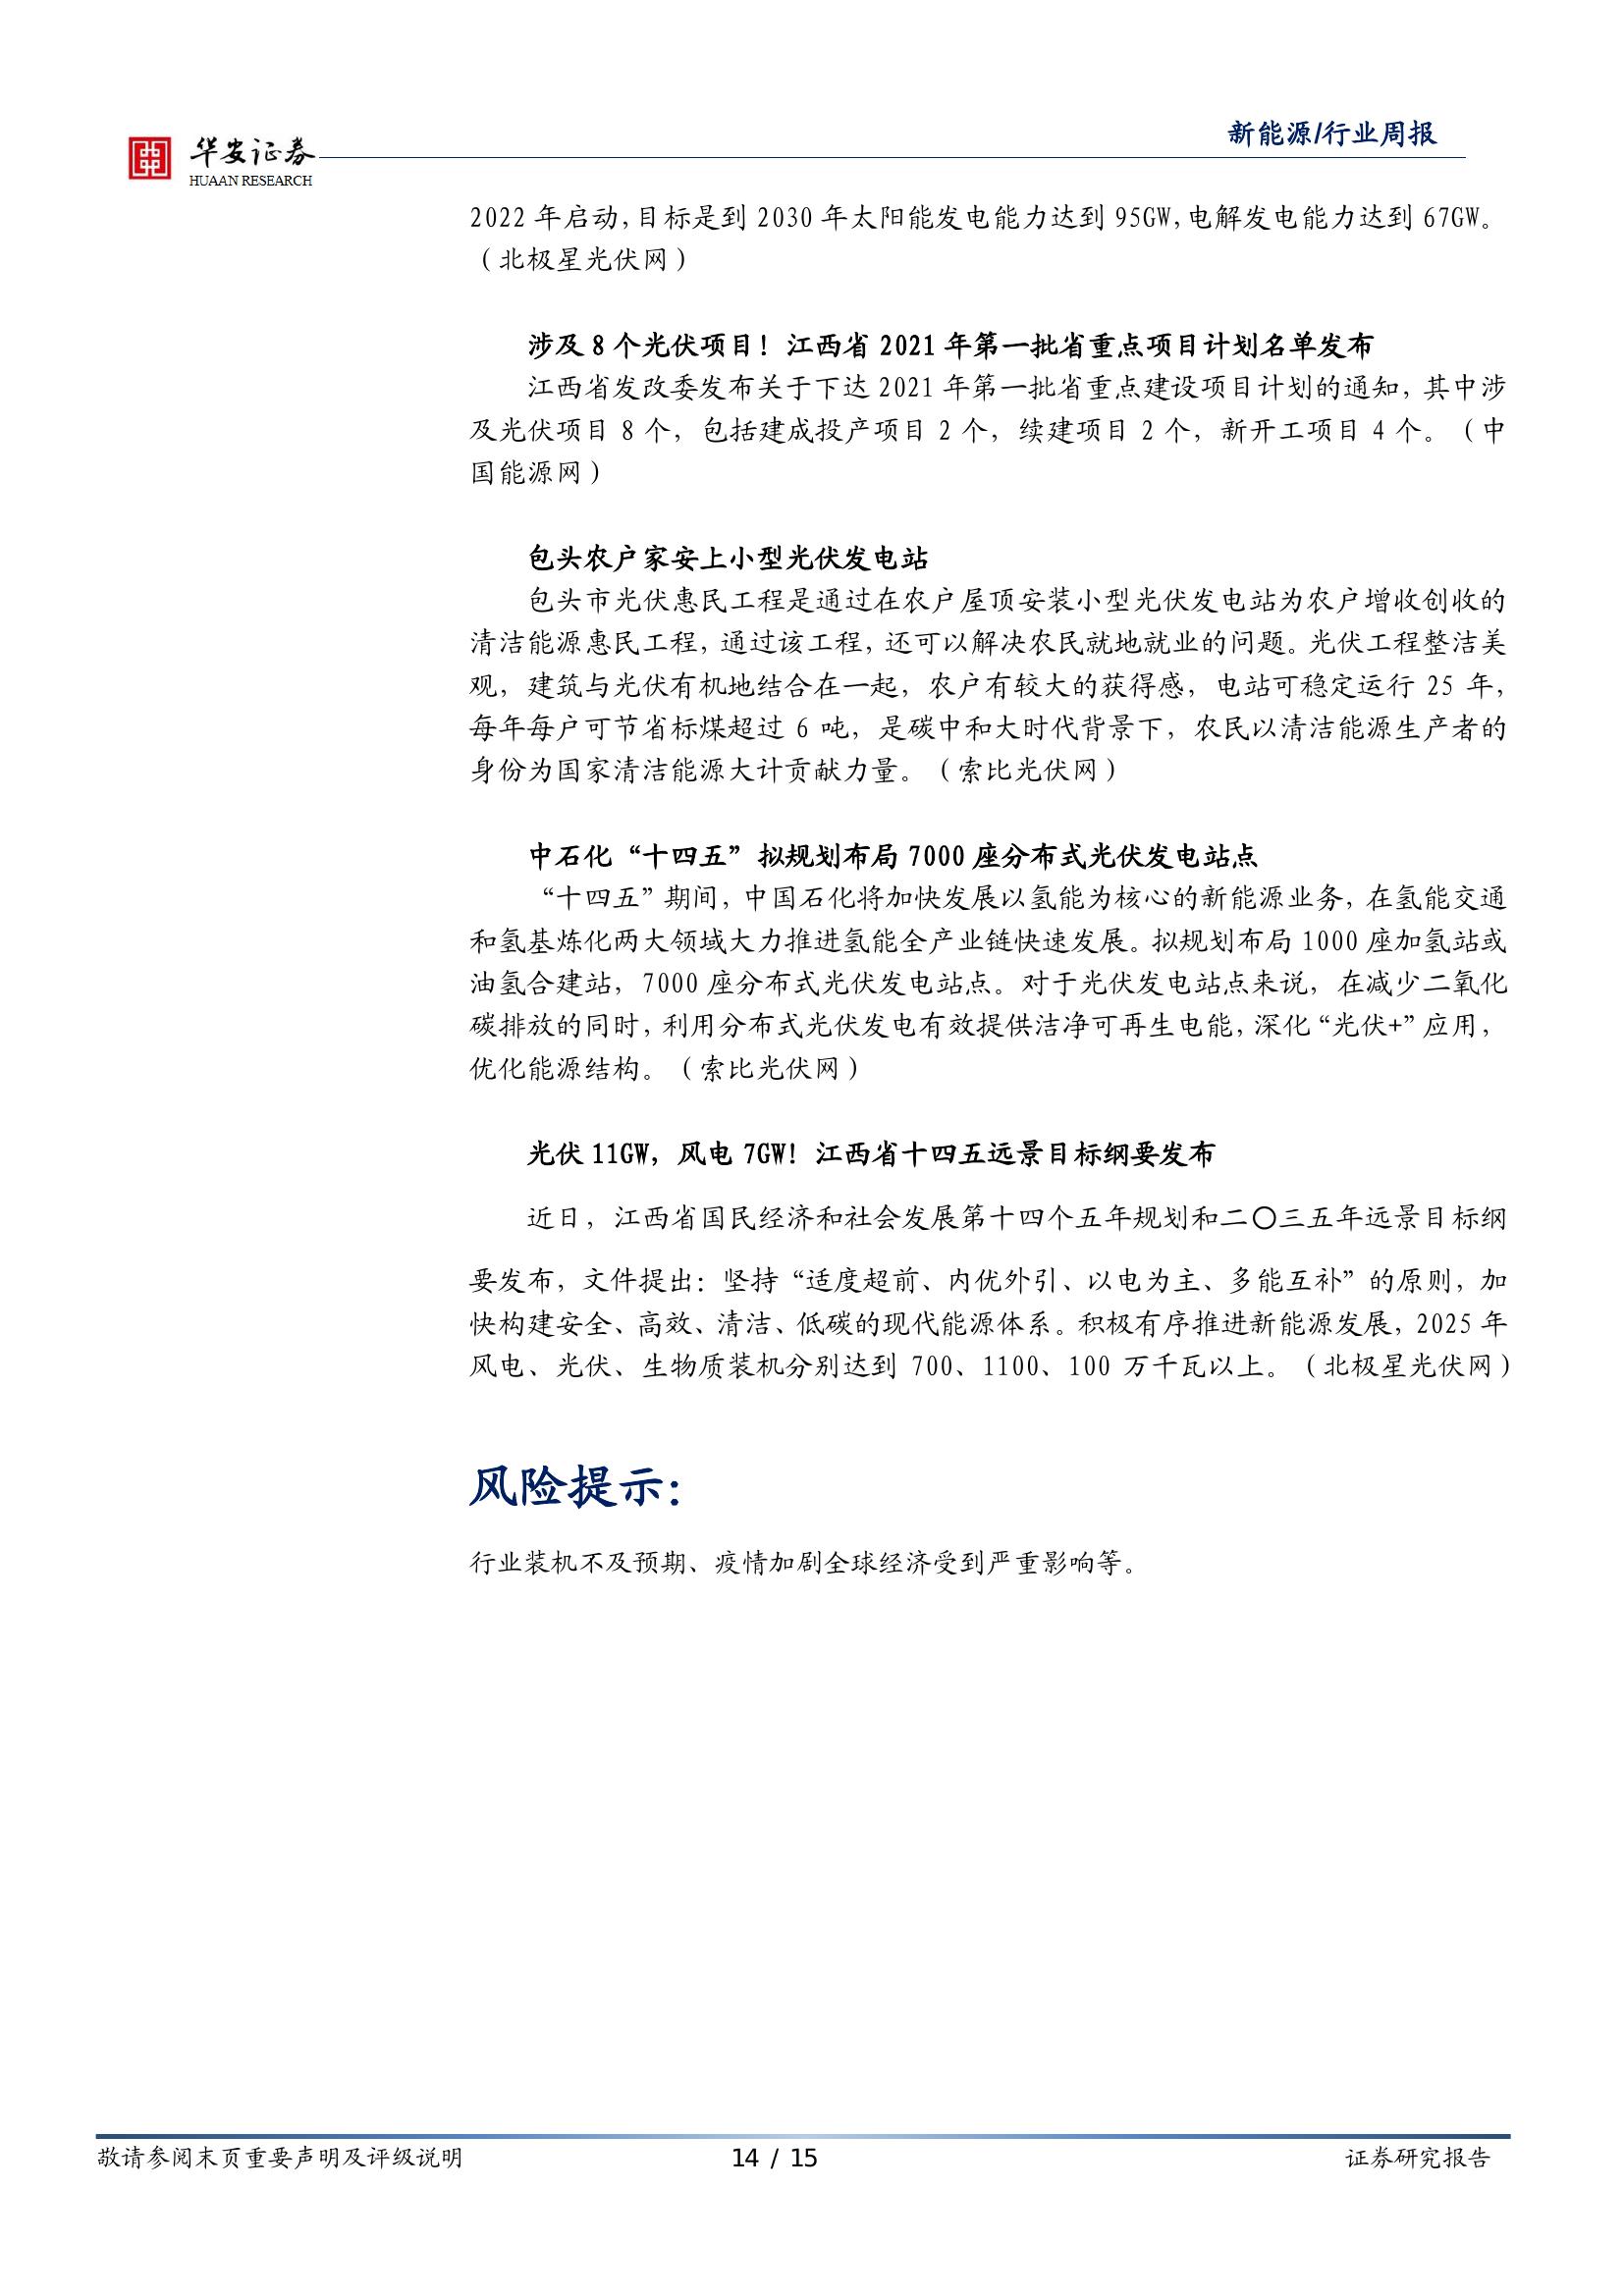 华安证券
HUAAN RESEARCH
新能源/行业周报
2022 年启动，目标是到 2030 年太阳能发电能力达到 95GW，电解发电能力达到 67GW。
（北极星光伏网）
涉及 8 个光伏项目！江西省 2021 年第一批省重点项目计划名单发布
江西省发改委发布关于下达 2021 年第一批省重点建设项目计划的通知，其中涉
及光伏项目 8 个，包括建成投产项目 2 个，续建项目 2 个，新开工项目 4 个。（中
国能源网）
包头农户家安上小型光伏发电站
包头市光伏惠民工程是通过在农户屋顶安装小型光伏发电站为农户增收创收的
清洁能源惠民工程，通过该工程，还可以解决农民就地就业的问题。光伏工程整洁美
观，建筑与光伏有机地结合在一起，农户有较大的获得感，电站可稳定运行 25 年，
每年每户可节省标煤超过 6 吨，是碳中和大时代背景下，农民以清洁能源生产者的
身份为国家清洁能源大计贡献力量。（索比光伏网）
中石化“十四五”拟规划布局 7000 座分布式光伏发电站点
“十四五”期间，中国石化将加快发展以氢能为核心的新能源业务，在氢能交通
和氢基炼化两大领域大力推进氢能全产业链快速发展。拟规划布局 1000 座加氢站或
油氢合建站，7000 座分布式光伏发电站点。对于光伏发电站点来说，在减少二氧化
碳排放的同时，利用分布式光伏发电有效提供洁净可再生电能，深化“光伏+”应用，
优化能源结构。（索比光伏网）
光伏 11GW，风电 7GW！江西省十四五远景目标纲要发布
近日，江西省国民经济和社会发展第十四个五年规划和二〇三五年远景目标纲
要发布，文件提出：坚持“适度超前、内优外引、以电为主、多能互补”的原则，加
快构建安全、高效、清洁、低碳的现代能源体系。积极有序推进新能源发展，2025 年
风电、光伏、生物质装机分别达到 700、1100、100 万千瓦以上。（北极星光伏网）
风险提示：
行业装机不及预期、疫情加剧全球经济受到严重影响等。
敬请参阅末页重要声明及评级说明
14 / 15
证券研究报告